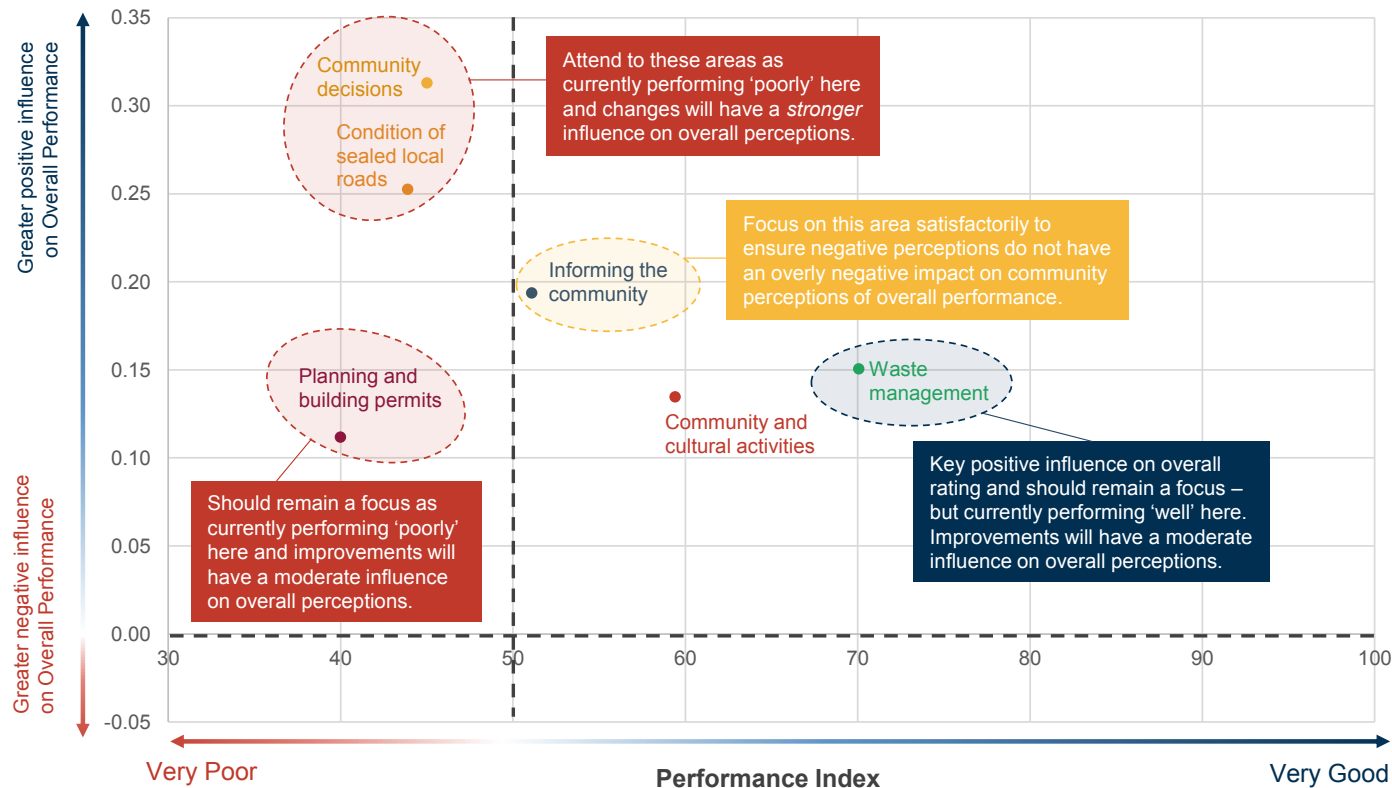 Greater positive influence
on Overall Performance
Greater negative influence
on Overall Performance
0.35
0.30
0.25
0.20
0.15
0.10
0.05
0.00
-0.05
Community
decisions
Condition of
sealed local
roads
Attend to these areas as
currently performing ‘poorly’ here
and changes will have a stronger
influence on overall perceptions.
Informing the
community
Focus on this area satisfactorily to
ensure negative perceptions do not have
an overly negative impact on community
perceptions of overall performance.
Planning and
building permits
Should remain a focus as
currently performing ‘poorly’
here and improvements will
have a moderate influence
on overall perceptions.
Community and
cultural activities
Waste
management
Key positive influence on overall
rating and should remain a focus –
but currently performing ‘well’ here.
Improvements will have a moderate
influence on overall perceptions.
30
40
50
60
70
80
90
100
Very Poor
Performance Index
Very Good